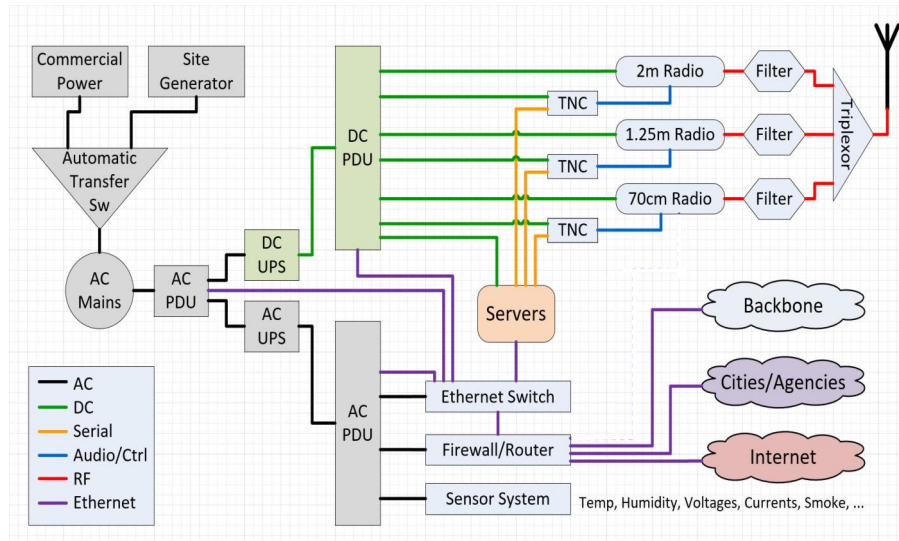 Commercial
Power
Site
Generator
Automatic
Transfer
Sw
AC
Mains
AC
PDU
DC
UPS
AC
UPS
DC
PDU
AC
PDU
2m Radio
Filter
TNC
1.25m Radio
Filter
TNC
70cm Radio
Filter
TNC
Triplexor
Servers
Ethernet Switch
Firewall/Router
Sensor System
Temp, Humidity, Voltages, Currents, Smoke, ...
Backbone
Cities/Agencies
Internet
AC
DC
Serial
Audio/Ctrl
RF
Ethernet